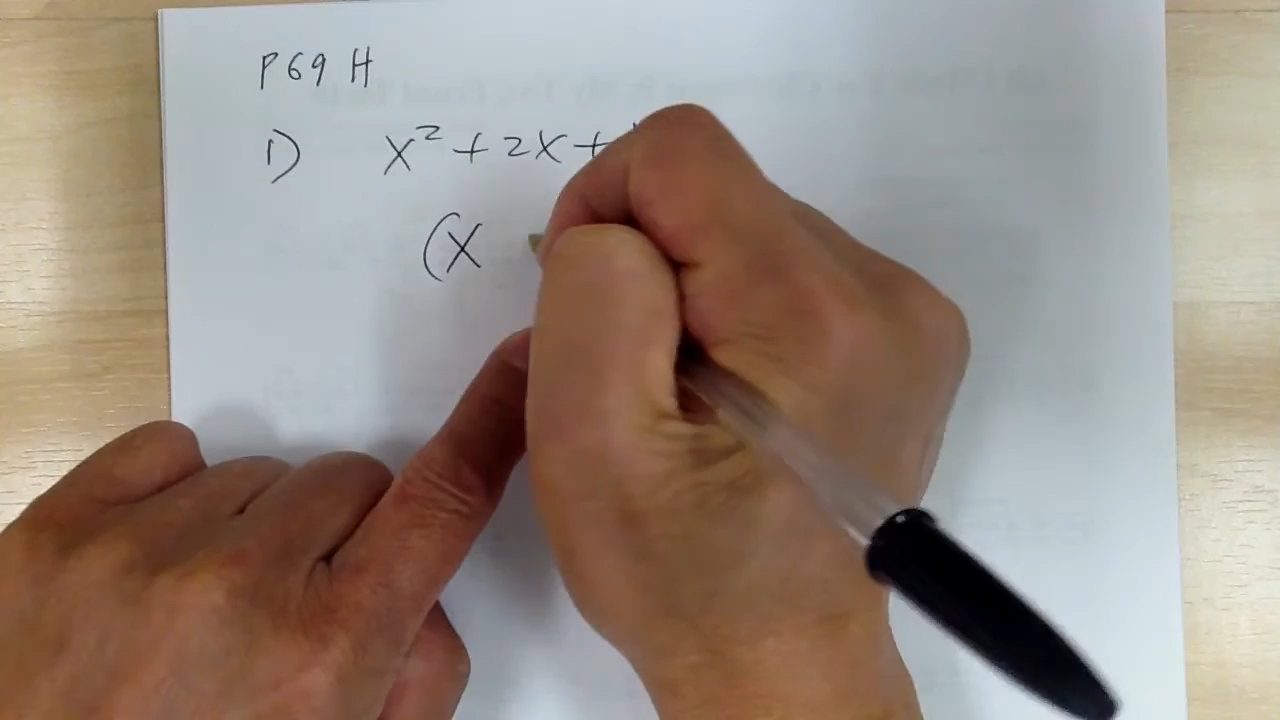 P69 H
1) x² + 2x +
(x